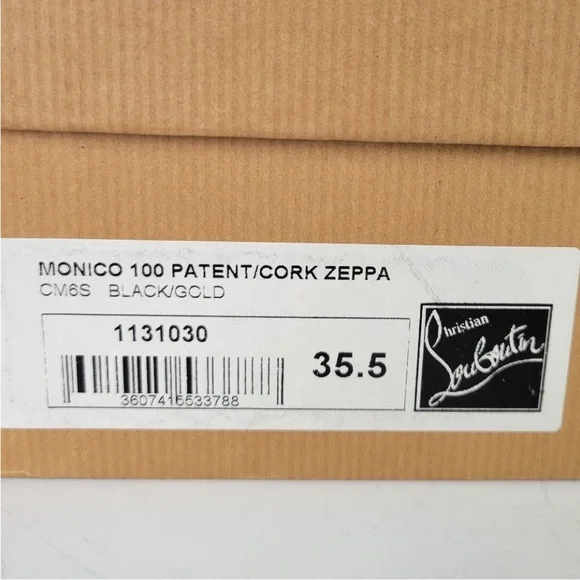 MONICO 100 PATENT/CORK ZEPPA
CM6S BLACK/GOLD
1131030
35.5
3607416533788
Christian
Louboutin